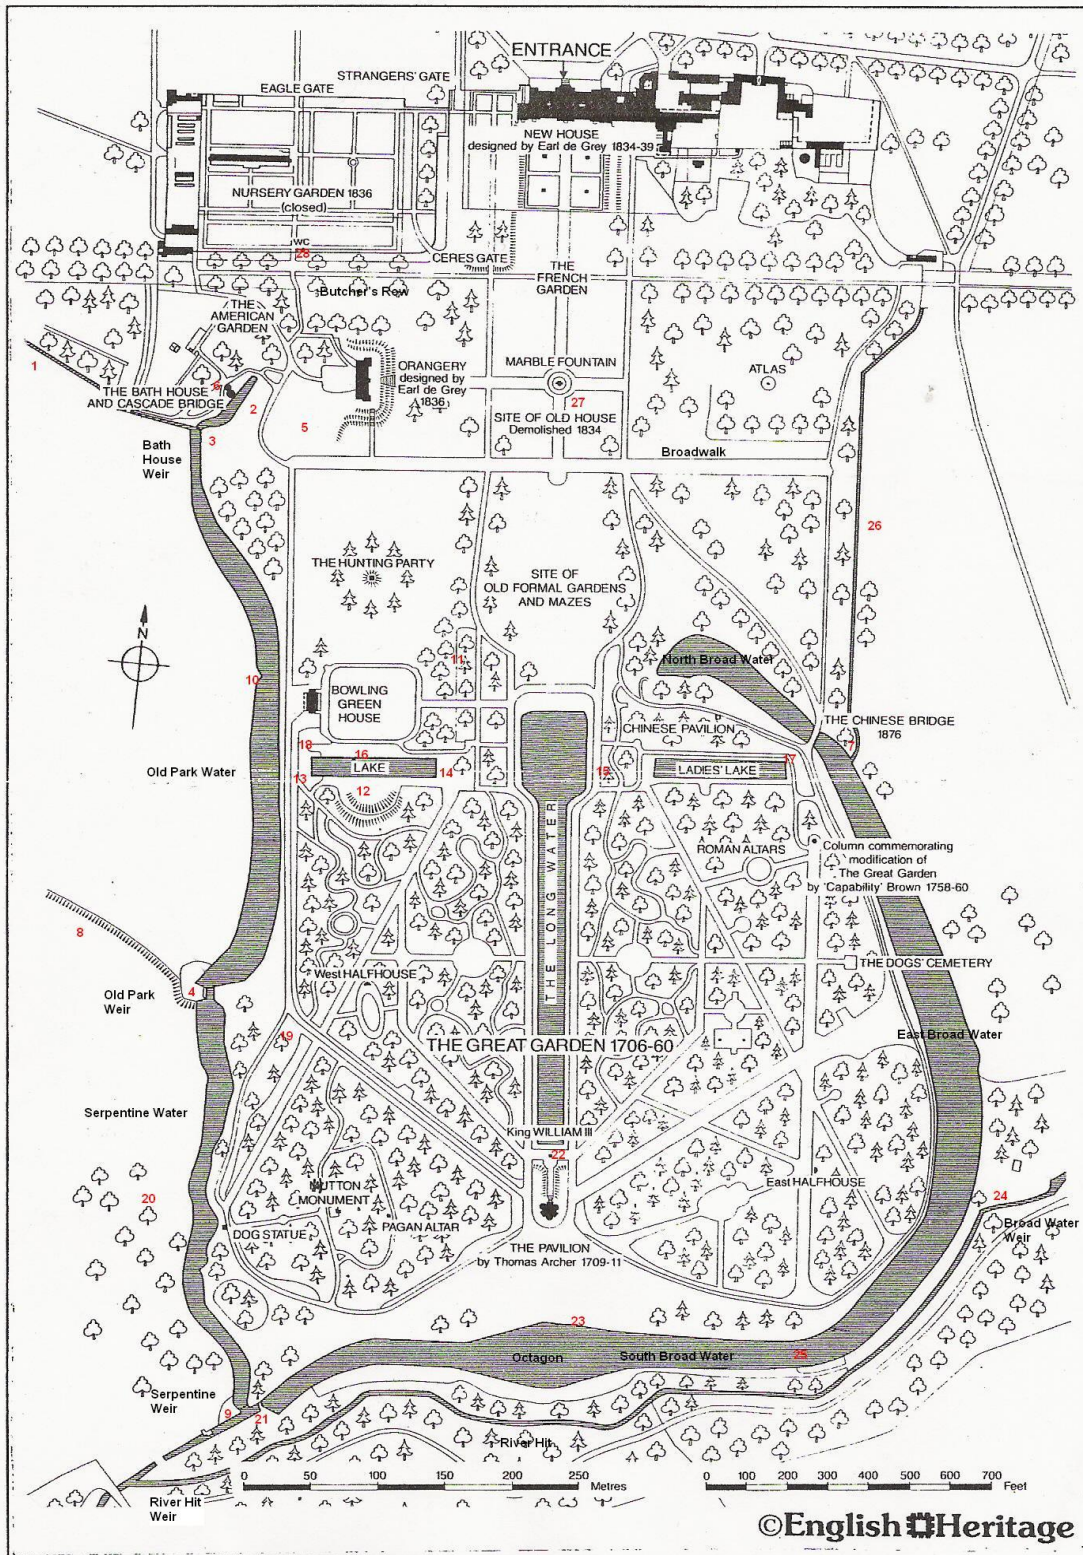 ENTRANCE
STRANGERS' GATE
EAGLE GATE
NEW HOUSE
designed by Earl de Grey 1834-39
NURSERY GARDEN 1836
(closed)
WC
28
CERES GATE
THE
FRENCH
GARDEN
Butcher's Row
THE
AMERICAN
GARDEN
1
MARBLE FOUNTAIN
ORANGERY
designed by
Earl de Grey
1836
ATLAS
6
THE BATH HOUSE
AND CASCADE BRIDGE
2
27
SITE OF OLD HOUSE
Demolished 1834
5
3
Bath
House
Weir
Broadwalk
26
THE HUNTING PARTY
SITE OF
OLD FORMAL GARDENS
AND MAZES
N
11
North Broad Water
10
BOWLING
GREEN
HOUSE
CHINESE PAVILION
THE CHINESE BRIDGE
1876
7
18
16
17
Old Park Water
LAKE
14
15
LADIES' LAKE
13
12
THE LONG WATER
ROMAN ALTARS
Column commemorating
modification of
The Great Garden
by 'Capability' Brown 1758-60
8
THE DOGS' CEMETERY
West HALFHOUSE
4
Old Park
Weir
19
THE GREAT GARDEN 1706-60
East Broad Water
Serpentine Water
King WILLIAM III
22
MUTTON
MONUMENT
East HALFHOUSE
20
24
PAGAN ALTAR
DOG STATUE
Broad Water
Weir
THE PAVILION
by Thomas Archer 1709-11
23
Octagon
South Broad Water
25
Serpentine
Weir
9
21
River Hit
0 50 100 150 200 250 Metres
0 100 200 300 400 500 600 700 Feet
River Hit
Weir
©English Heritage